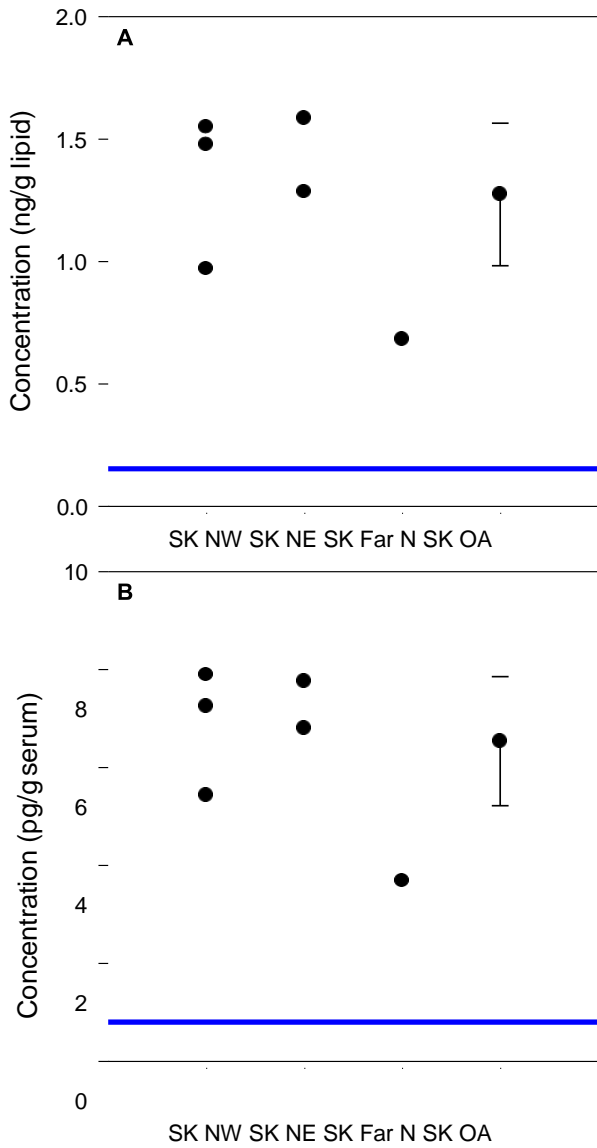 2.0
A
1.5
Concentration (ng/g lipid)
1.0
0.5
0.0
SK NW SK NE SK Far N SK OA
10
B
8
Concentration (pg/g serum)
6
4
2
0
SK NW SK NE SK Far N SK OA